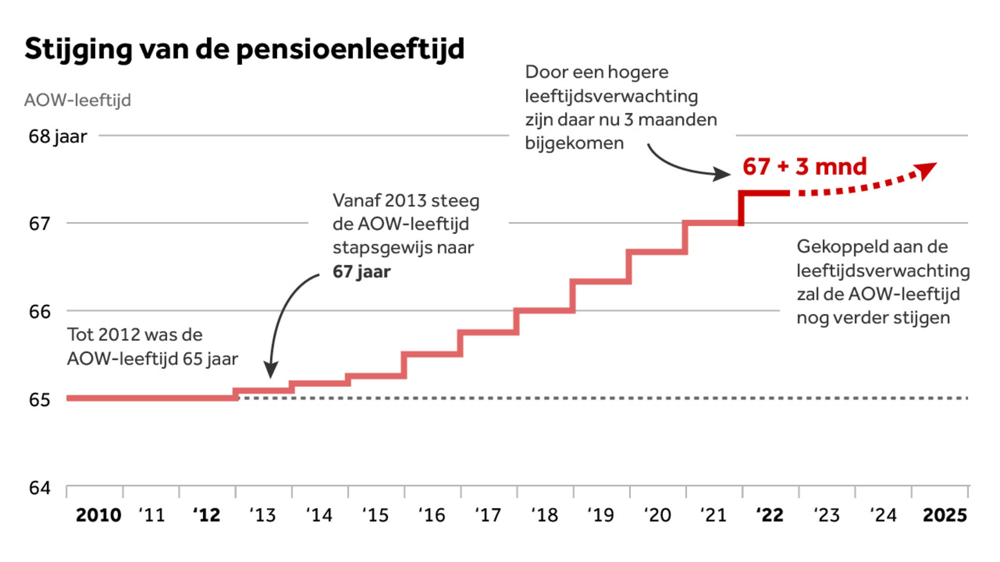 Stijging van de pensioenleeftijd
AOW-leeftijd
Door een hogere
leeftijdsverwachting
zijn daar nu 3 maanden
bijgekomen
68 jaar
67 + 3 mnd
Vanaf 2013 steeg
de AOW-leeftijd
stapsgewijs naar
67 jaar
67
Gekoppeld aan de
leeftijdsverwachting
zal de AOW-leeftijd
nog verder stijgen
66
Tot 2012 was de
AOW-leeftijd 65 jaar
65
64
2010 ‘11 ‘12 ‘13 ‘14 ‘15 ‘16 ‘17 ‘18 ‘19 ‘20 ‘21 ‘22 ‘23 ‘24 2025